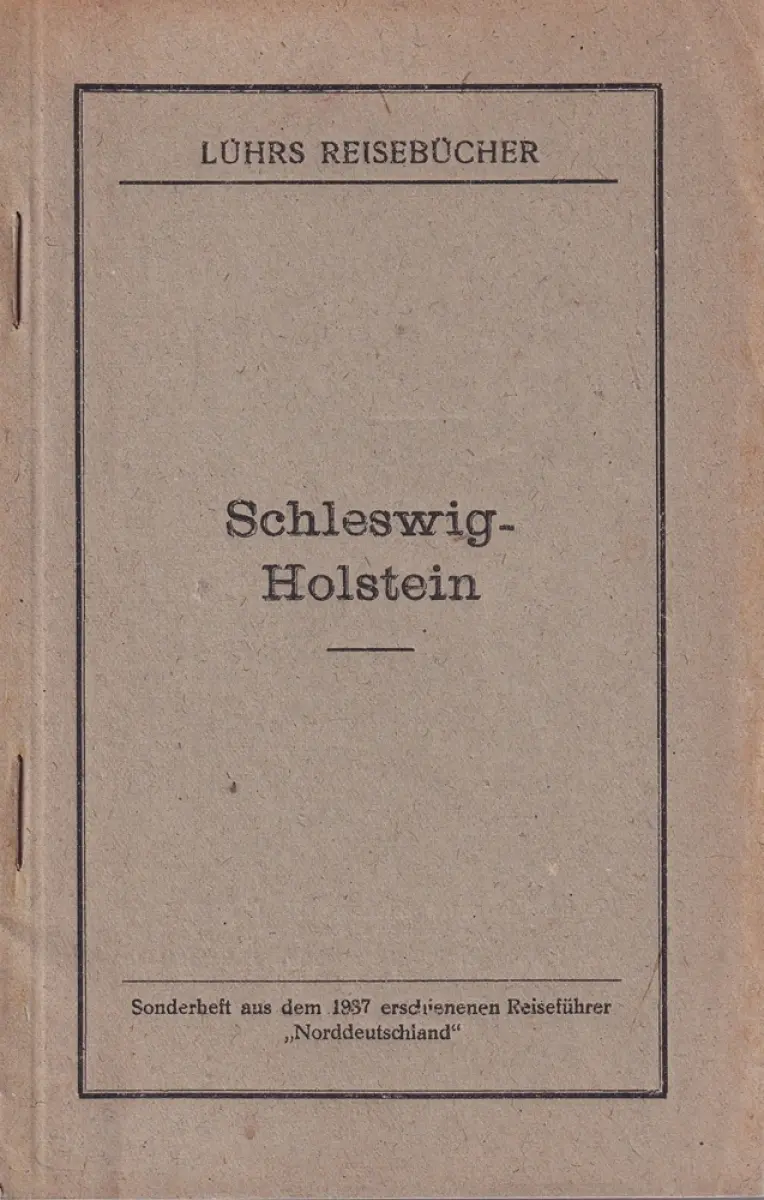 LÜHRS REISEBÜCHER
Schleswig-
Holstein
Sonderheft aus dem 1937 erschienenen Reiseführer
„Norddeutschland“